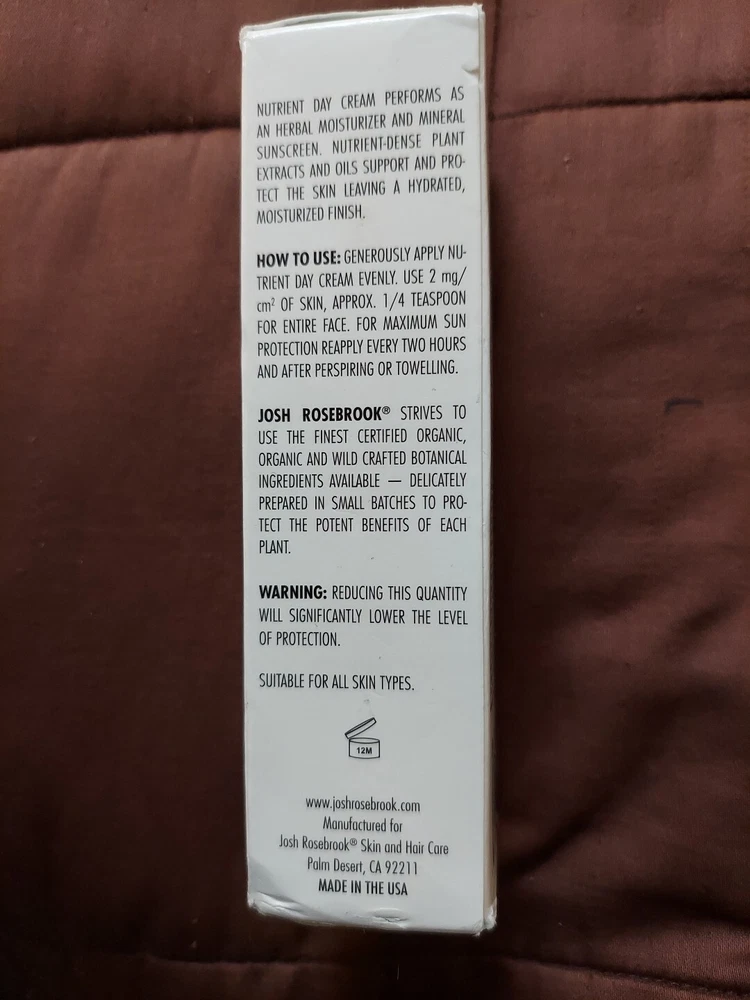 NUTRIENT DAY CREAM PERFORMS AS
AN HERBAL MOISTURIZER AND MINERAL
SUNSCREEN. NUTRIENT-DENSE PLANT
EXTRACTS AND OILS SUPPORT AND PRO-
TECT THE SKIN LEAVING A HYDRATED,
MOISTURIZED FINISH.
HOW TO USE: GENEROUSLY APPLY NU-
TRIENT DAY CREAM EVENLY. USE 2 mg/
cm² OF SKIN, APPROX. 1/4 TEASPOON
FOR ENTIRE FACE. FOR MAXIMUM SUN
PROTECTION REAPPLY EVERY TWO HOURS
AND AFTER PERSPIRING OR TOWELLING.
JOSH ROSEBROOK® STRIVES TO
USE THE FINEST CERTIFIED ORGANIC,
ORGANIC AND WILD CRAFTED BOTANICAL
INGREDIENTS AVAILABLE — DELICATELY
PREPARED IN SMALL BATCHES TO PRO-
TECT THE POTENT BENEFITS OF EACH
PLANT.
WARNING: REDUCING THIS QUANTITY
WILL SIGNIFICANTLY LOWER THE LEVEL
OF PROTECTION.
SUITABLE FOR ALL SKIN TYPES.
12M
www.joshrosebrook.com
Manufactured for
Josh Rosebrook® Skin and Hair Care
Palm Desert, CA 92211
MADE IN THE USA